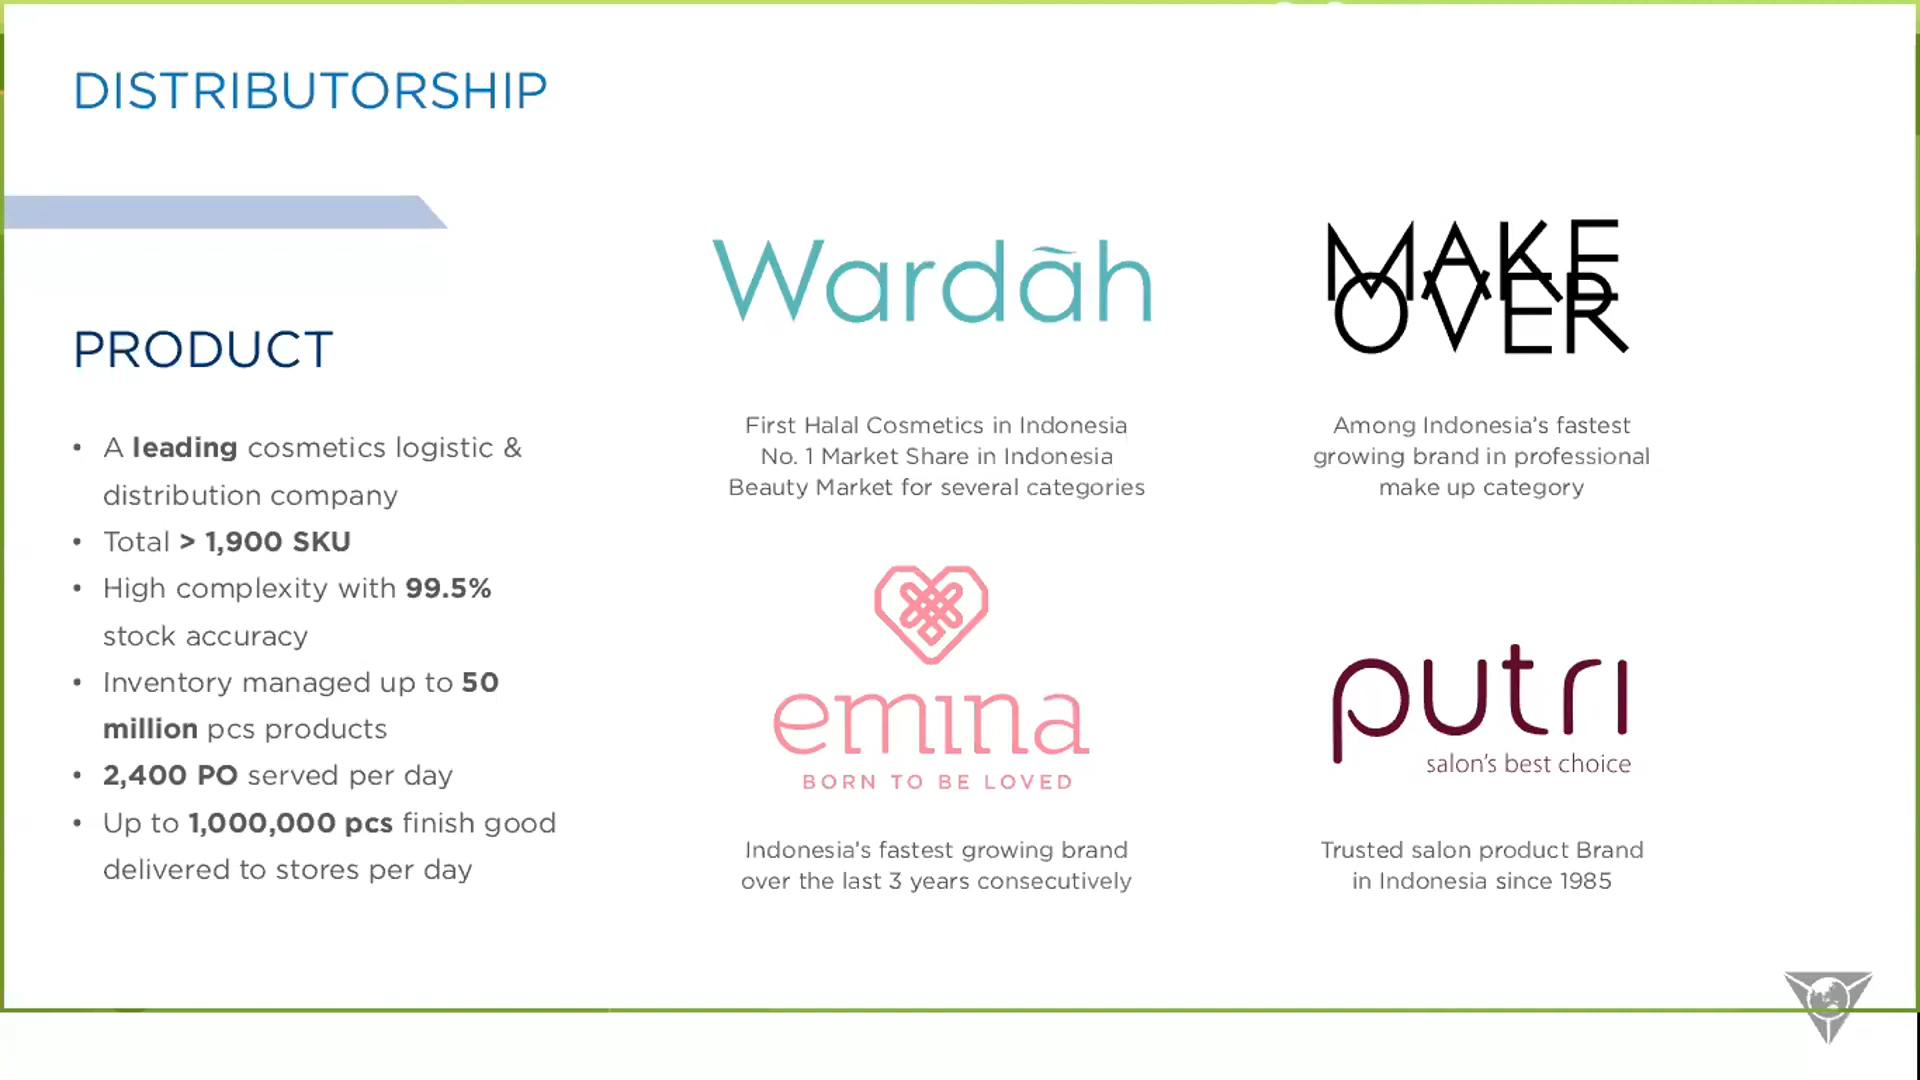 DISTRIBUTORSHIP
PRODUCT
• A leading cosmetics logistic &
distribution company
• Total > 1,900 SKU
• High complexity with 99.5%
stock accuracy
• Inventory managed up to 50
million pcs products
• 2,400 PO served per day
• Up to 1,000,000 pcs finish good
delivered to stores per day
Wardãh
First Halal Cosmetics in Indonesia
No. 1 Market Share in Indonesia
Beauty Market for several categories
MAKE
OVER
Among Indonesia’s fastest
growing brand in professional
make up category
emina
BORN TO BE LOVED
Indonesia’s fastest growing brand
over the last 3 years consecutively
putri
salon’s best choice
Trusted salon product Brand
in Indonesia since 1985